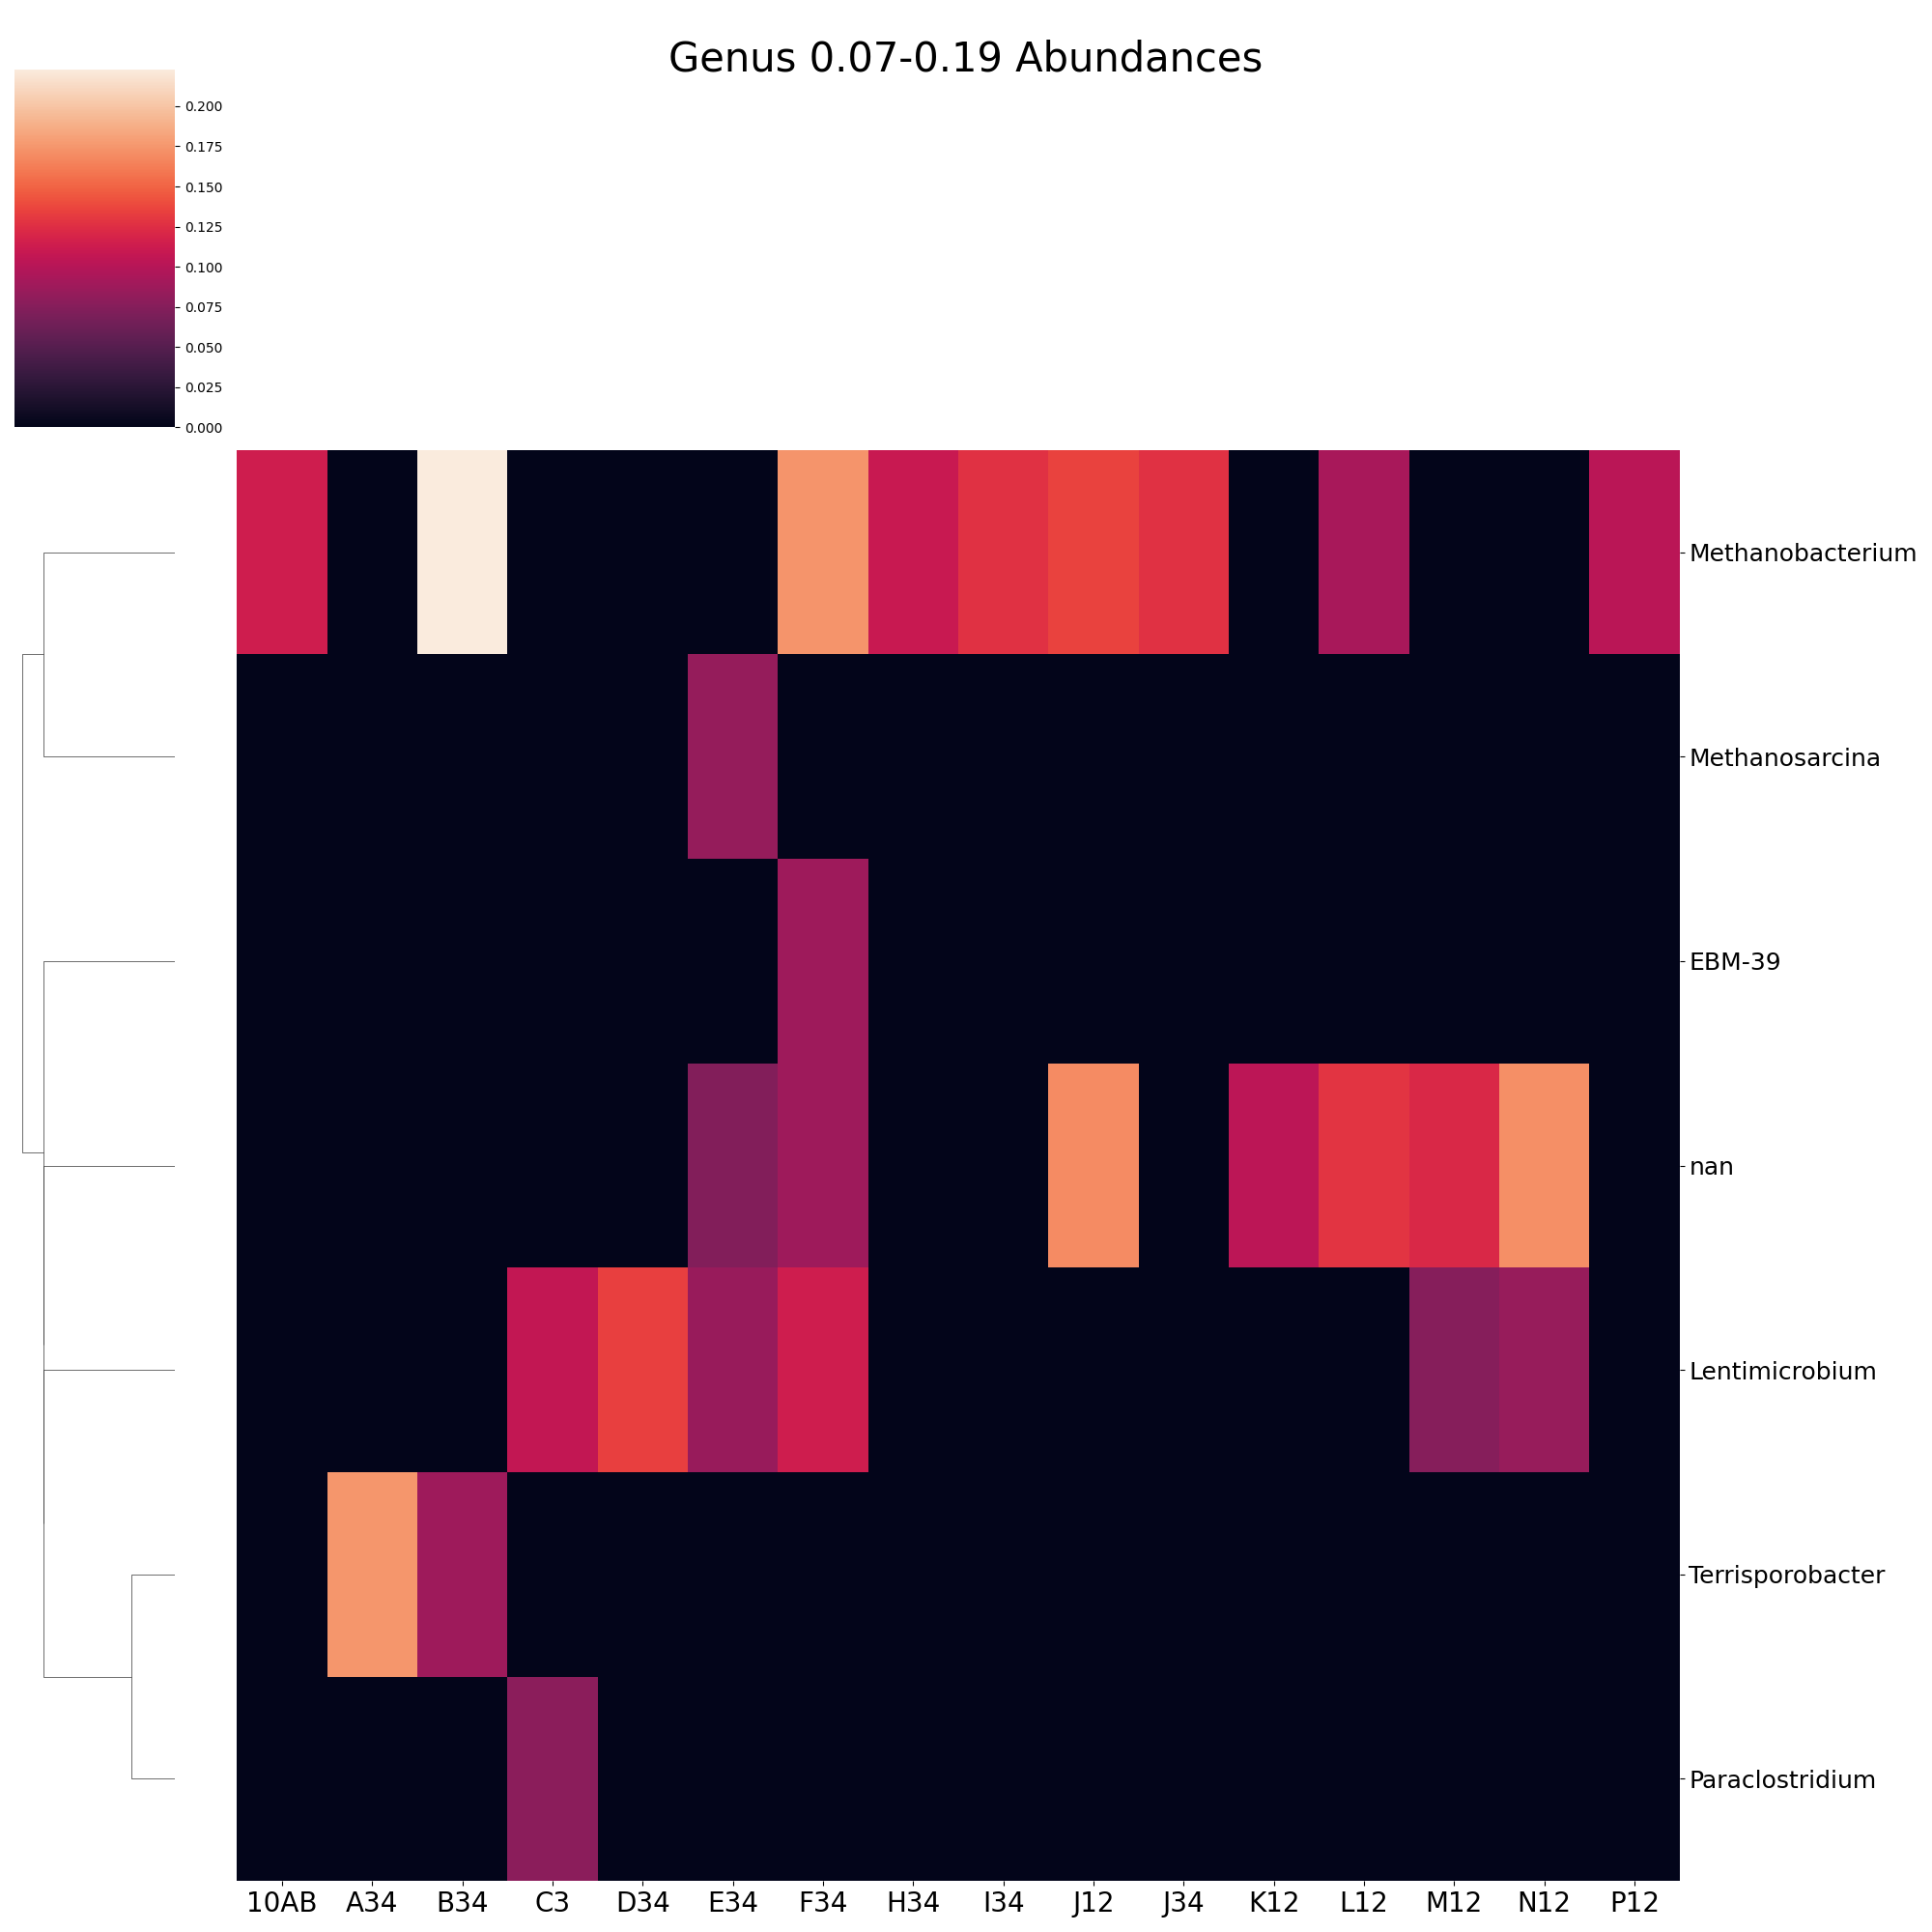 Genus 0.07-0.19 Abundances
0.200
0.175
0.150
0.125
0.100
0.075
0.050
0.025
0.000
Methanobacterium
Methanosarcina
EBM-39
nan
Lentimicrobium
Terrisporobacter
Paraclostridium
10AB A34 B34 C3 D34 E34 F34 H34 I34 J12 J34 K12 L12 M12 N12 P12